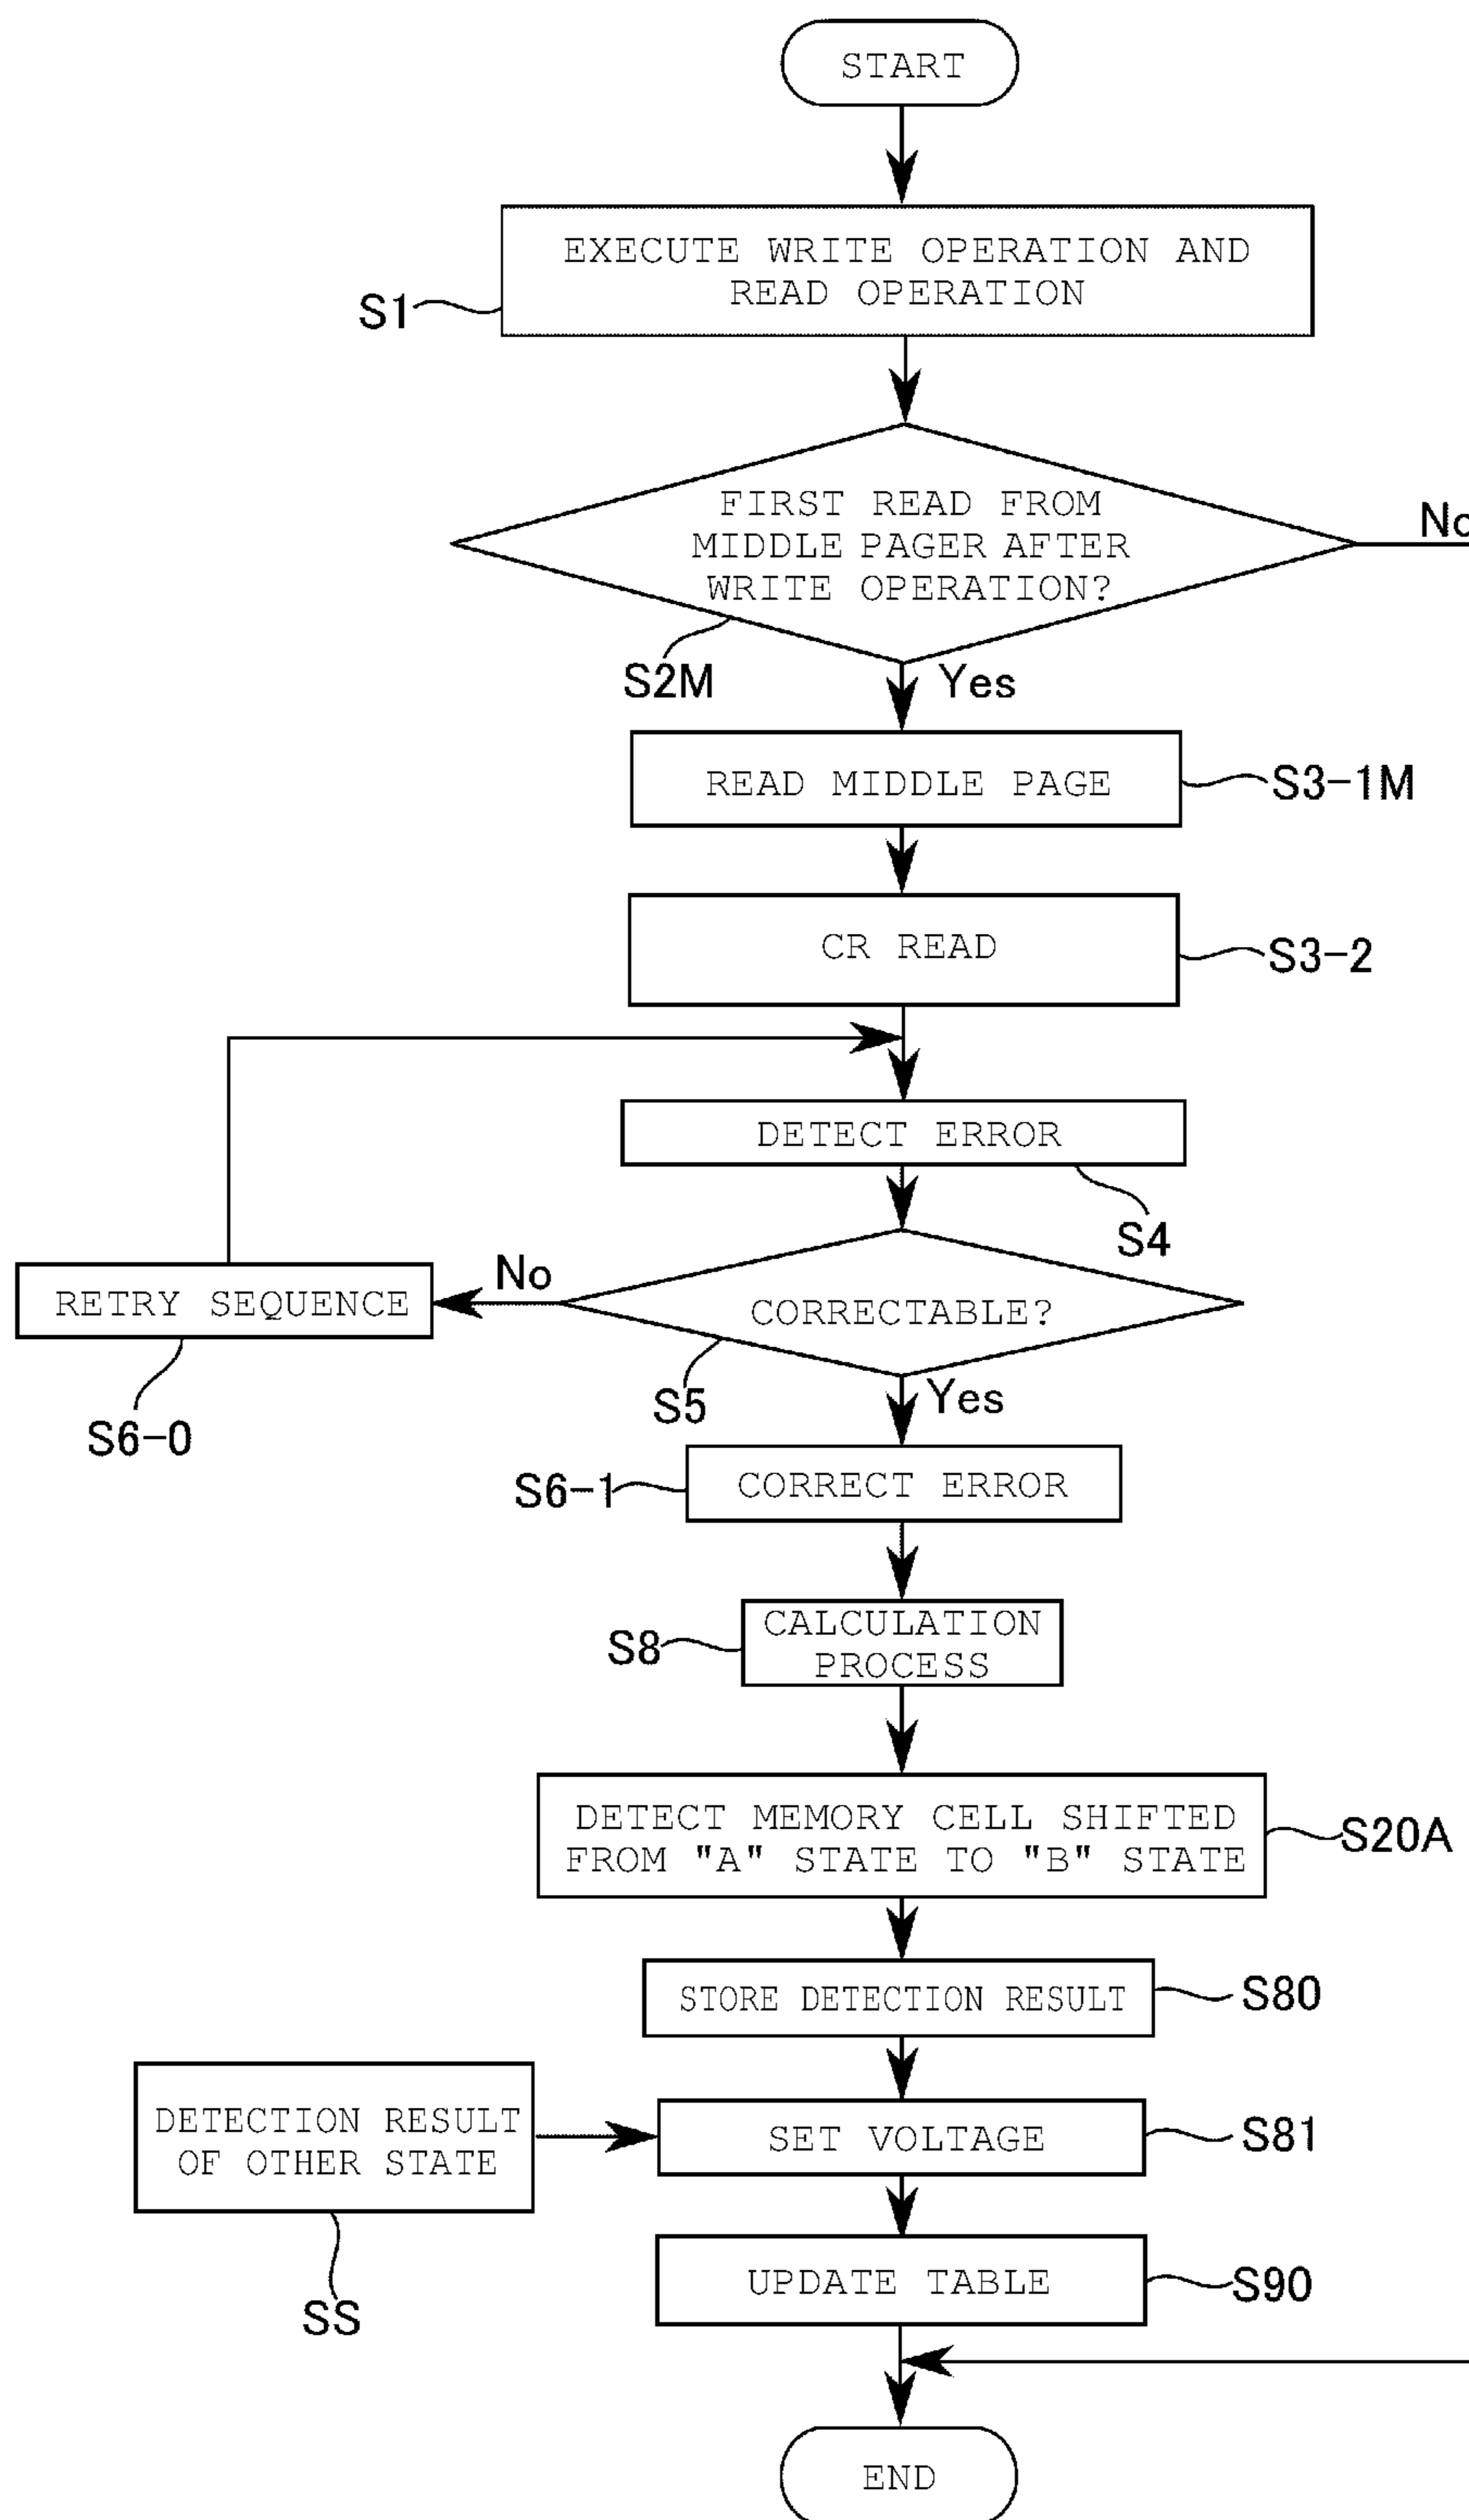 START
EXECUTE WRITE OPERATION AND
READ OPERATION
S1
FIRST READ FROM
MIDDLE PAGER AFTER
WRITE OPERATION?
No
S2M
Yes
READ MIDDLE PAGE
S3-1M
CR READ
S3-2
DETECT ERROR
S4
CORRECTABLE?
No
RETRY SEQUENCE
S5
Yes
S6-0
CORRECT ERROR
S6-1
CALCULATION
PROCESS
S8
DETECT MEMORY CELL SHIFTED
FROM "A" STATE TO "B" STATE
S20A
STORE DETECTION RESULT
S80
DETECTION RESULT
OF OTHER STATE
SET VOLTAGE
S81
UPDATE TABLE
S90
SS
END